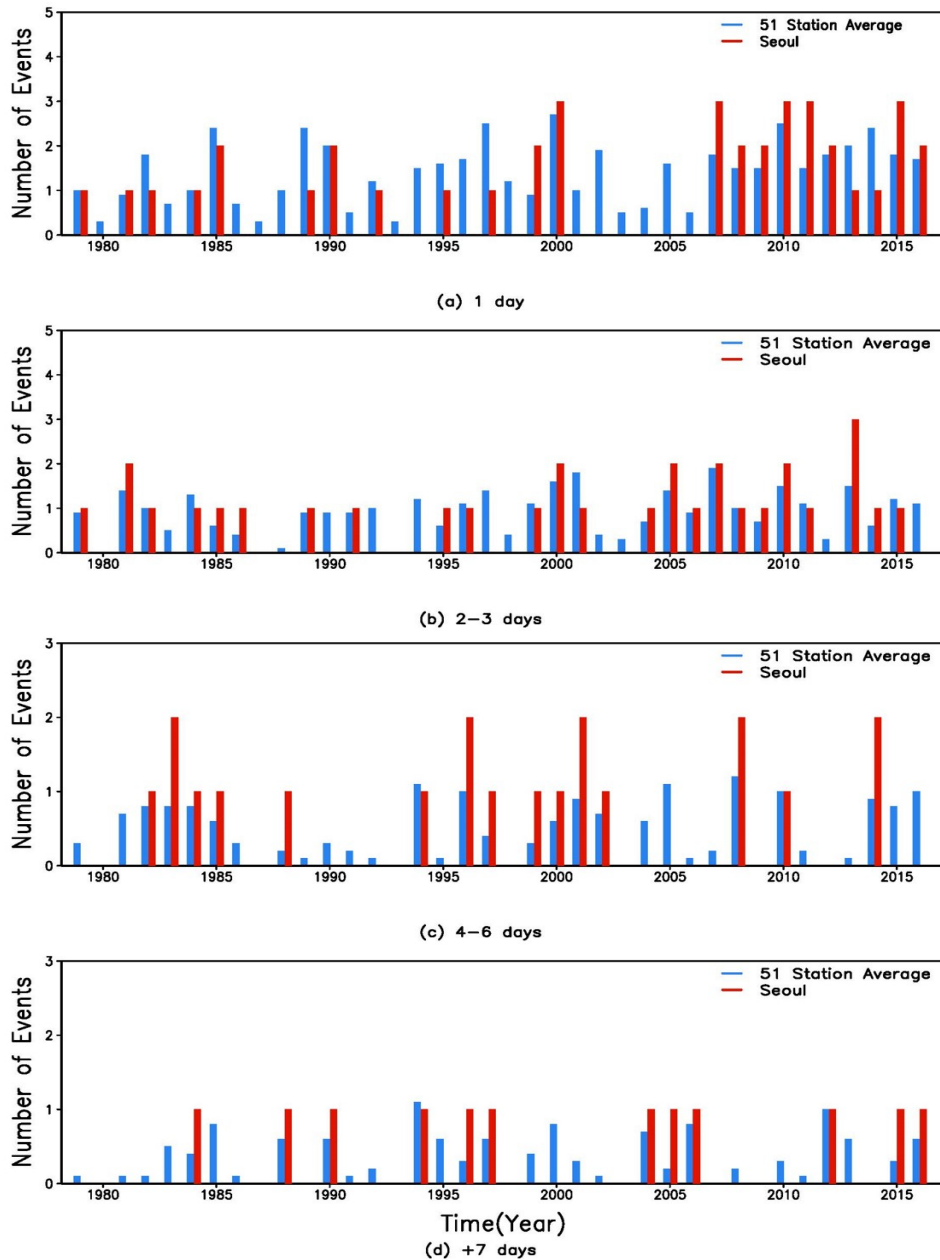 5
4
3
2
1
0
Number of Events
51 Station Average
Seoul
1980 1985 1990 1995 2000 2005 2010 2015
(a) 1 day
5
4
3
2
1
0
Number of Events
51 Station Average
Seoul
1980 1985 1990 1995 2000 2005 2010 2015
(b) 2-3 days
3
2
1
0
Number of Events
51 Station Average
Seoul
1980 1985 1990 1995 2000 2005 2010 2015
(c) 4-6 days
3
2
1
0
Number of Events
51 Station Average
Seoul
1980 1985 1990 1995 2000 2005 2010 2015
Time(Year)
(d) +7 days